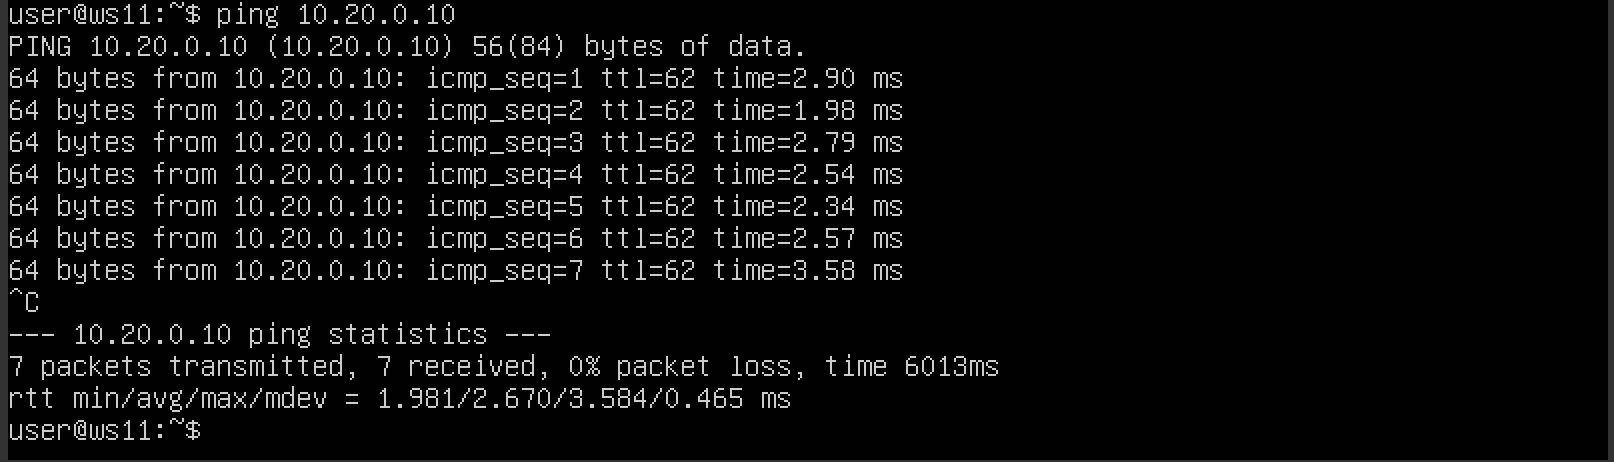 user@ws11:~$ ping 10.20.0.10
PING 10.20.0.10 (10.20.0.10) 56(84) bytes of data.
64 bytes from 10.20.0.10: icmp_seq=1 ttl=62 time=2.90 ms
64 bytes from 10.20.0.10: icmp_seq=2 ttl=62 time=1.98 ms
64 bytes from 10.20.0.10: icmp_seq=3 ttl=62 time=2.79 ms
64 bytes from 10.20.0.10: icmp_seq=4 ttl=62 time=2.54 ms
64 bytes from 10.20.0.10: icmp_seq=5 ttl=62 time=2.34 ms
64 bytes from 10.20.0.10: icmp_seq=6 ttl=62 time=2.57 ms
64 bytes from 10.20.0.10: icmp_seq=7 ttl=62 time=3.58 ms
^C
--- 10.20.0.10 ping statistics ---
7 packets transmitted, 7 received, 0% packet loss, time 6013ms
rtt min/avg/max/mdev = 1.981/2.670/3.584/0.465 ms
user@ws11:~$